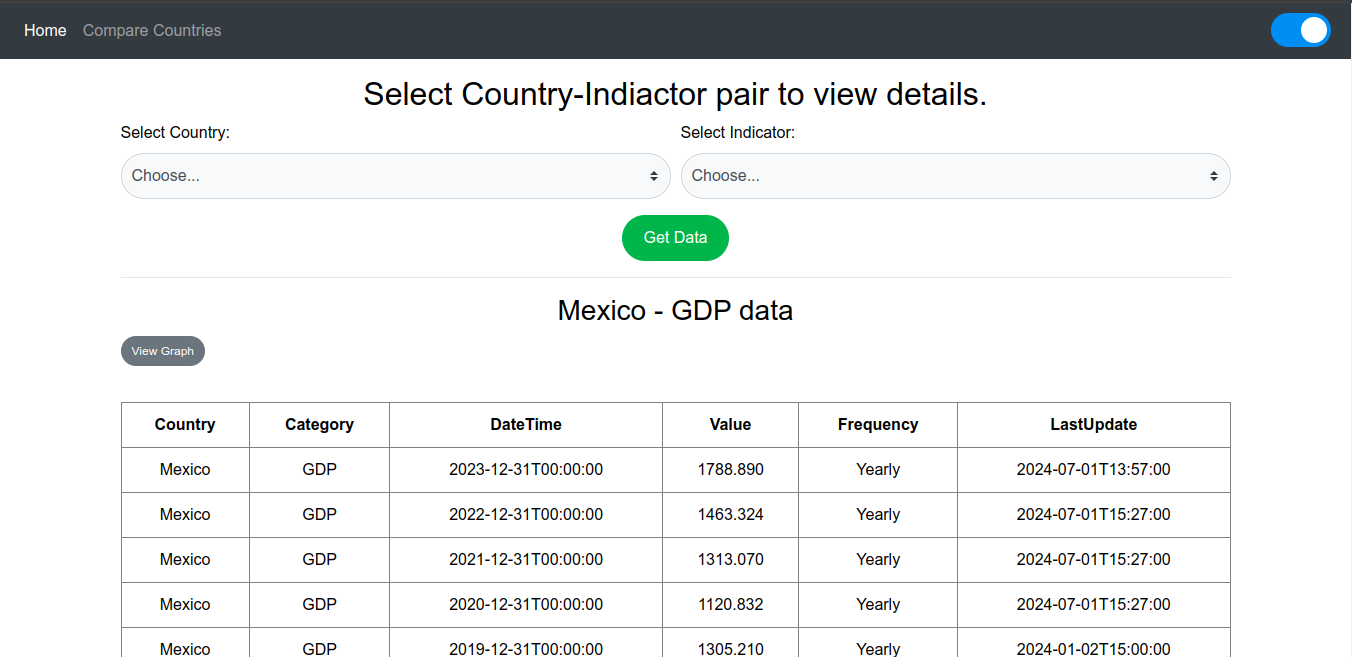 Home Compare Countries
Select Country-Indiactor pair to view details.
Select Country: Select Indicator:
Choose... Choose...
Get Data
Mexico - GDP data
View Graph
Country Category DateTime Value Frequency LastUpdate
Mexico GDP 2023-12-31T00:00:00 1788.890 Yearly 2024-07-01T13:57:00
Mexico GDP 2022-12-31T00:00:00 1463.324 Yearly 2024-07-01T15:27:00
Mexico GDP 2021-12-31T00:00:00 1313.070 Yearly 2024-07-01T15:27:00
Mexico GDP 2020-12-31T00:00:00 1120.832 Yearly 2024-07-01T15:27:00
Mexico GDP 2019-12-31T00:00:00 1305.210 Yearly 2024-01-02T15:00:00